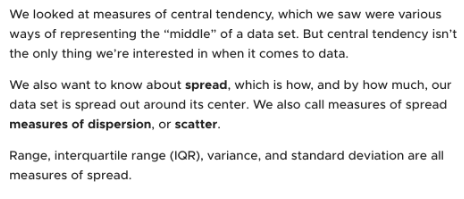 We looked at measures of central tendency, which we saw were various
ways of representing the “middle” of a data set. But central tendency isn’t
the only thing we’re interested in when it comes to data.
We also want to know about spread, which is how, and by how much, our
data set is spread out around its center. We also call measures of spread
measures of dispersion, or scatter.
Range, interquartile range (IQR), variance, and standard deviation are all
measures of spread.